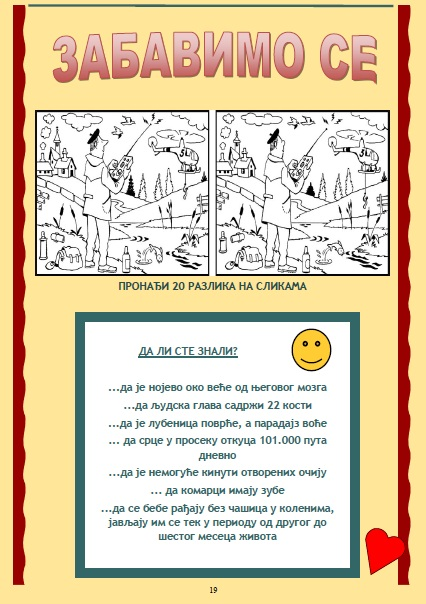 ЗАБАВИМО СЕ
ПРОНАЂИ 20 РАЗЛИКА НА СЛИКАМА
ДА ЛИ СТЕ ЗНАЛИ?
...да је нојево око веће од његовог мозга
...да људска глава садржи 22 кости
...да је лубеница поврће, а парадајз воће
... да срце у просеку откуца 101.000 пута
дневно
...да је немогуће кинути отворених очију
... да комарци имају зубе
...да се бебе рађају без чашица у коленима,
јављају им се тек у периоду од другог до
шестог месеца живота
19